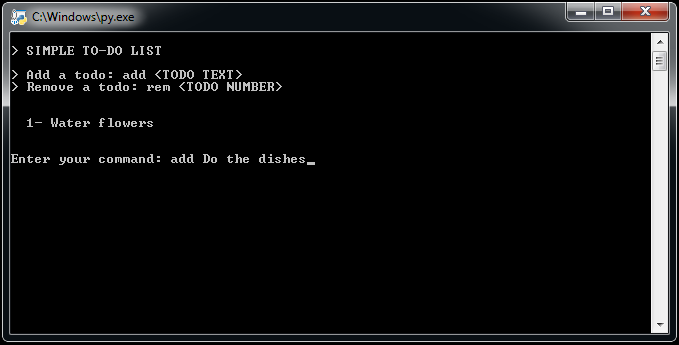 C:\Windows\py.exe
> SIMPLE TO-DO LIST
> Add a todo: add <TODO TEXT>
> Remove a todo: rem <TODO NUMBER>
1- Water flowers
Enter your command: add Do the dishes_